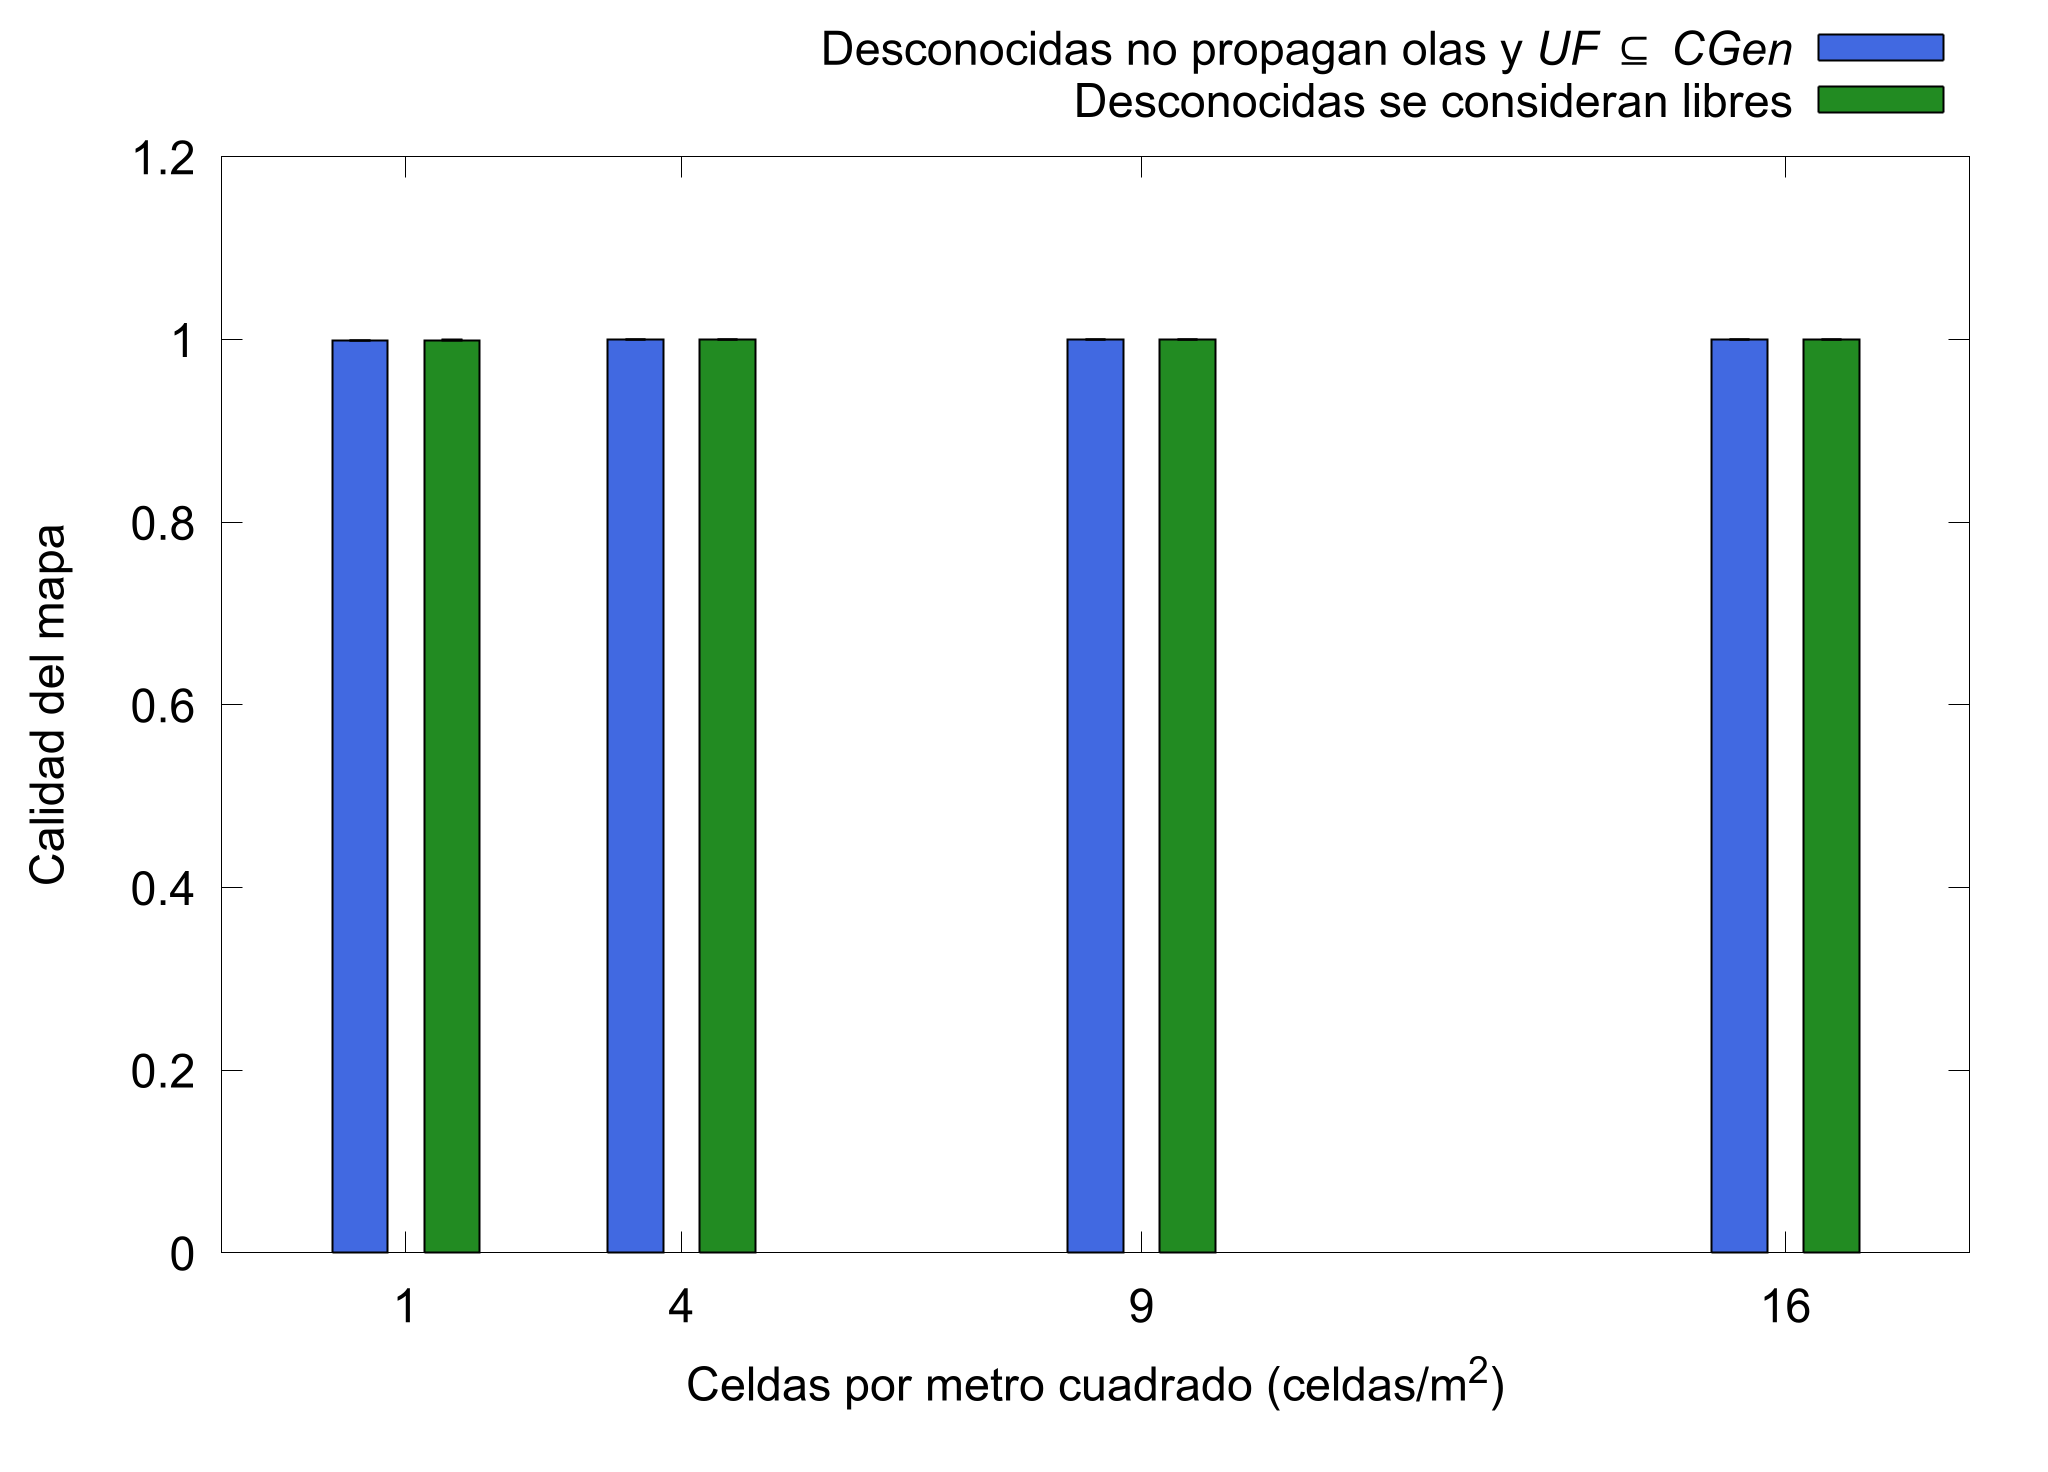 Desconocidas no propagan olas y UF ⊆ CGen
Desconocidas se consideran libres
1.2
1
0.8
0.6
0.4
0.2
0
Calidad del mapa
1 4 9 16
Celdas por metro cuadrado (celdas/m²)